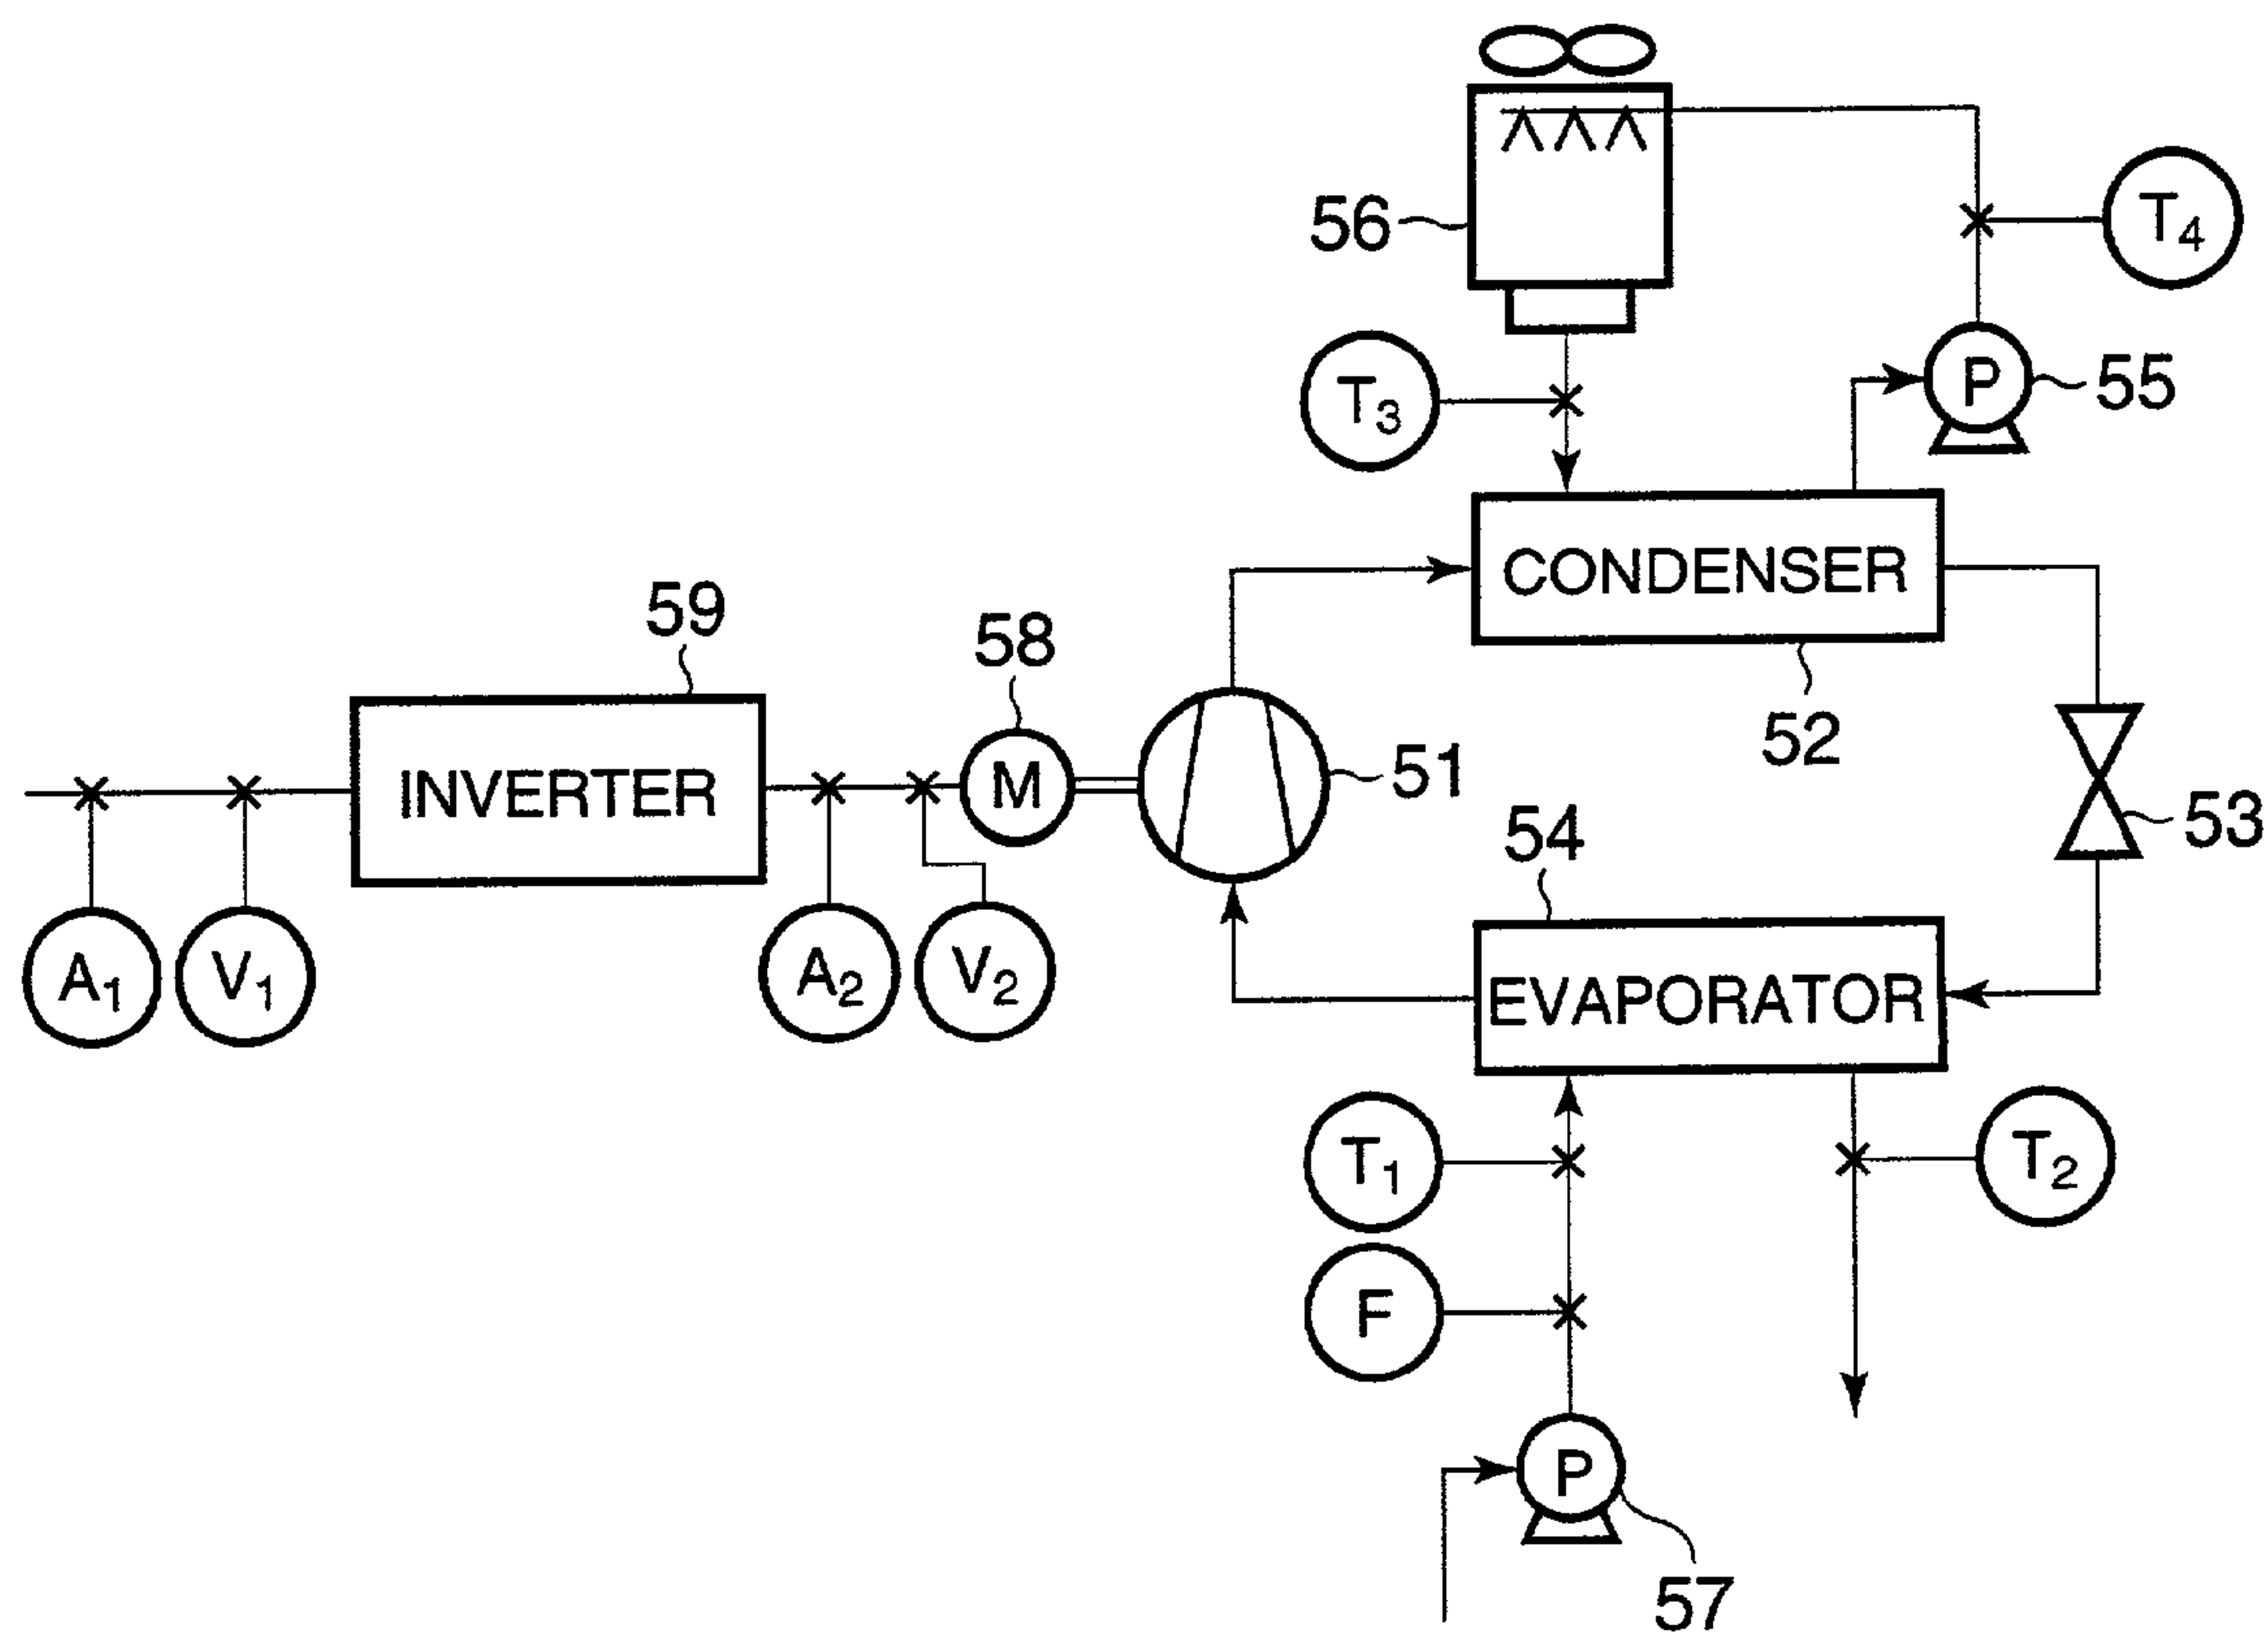 56
T4
T3
P
55
CONDENSER
59
58
52
INVERTER
M
51
53
54
A1
V1
A2
V2
EVAPORATOR
T1
T2
F
P
57